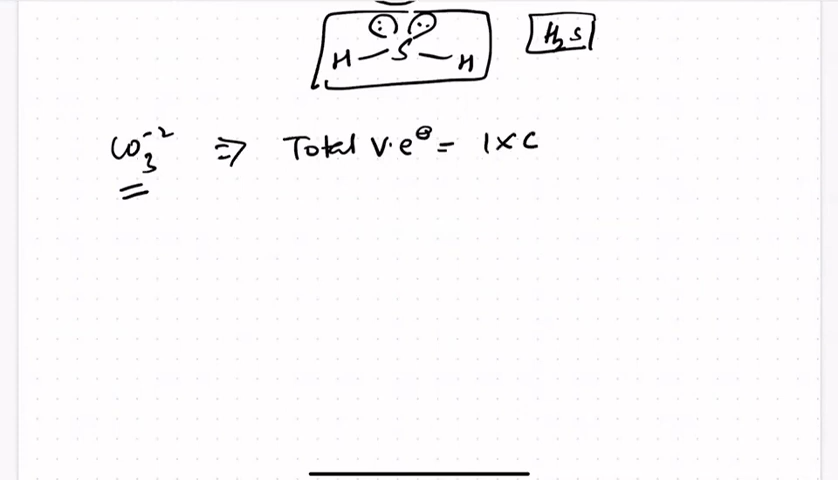 H — S — H
H₂S
CO₃⁻² ⇒ Total V.e⊖ = 1 × C